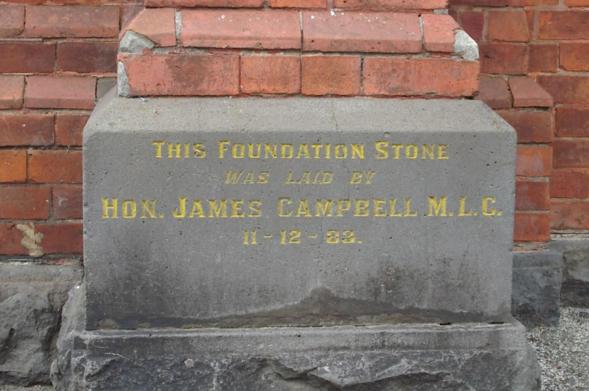 THIS FOUNDATION STONE
WAS LAID BY
HON. JAMES CAMPBELL M.L.C.
11-12-83.